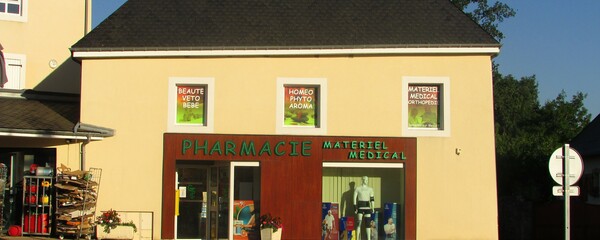 BEAUTE
VETO
BEBE
HOMEO
PHYTO
AROMA
MATERIEL
MEDICAL
ORTHOPEDIE
PHARMACIE
MATERIEL
MEDICAL